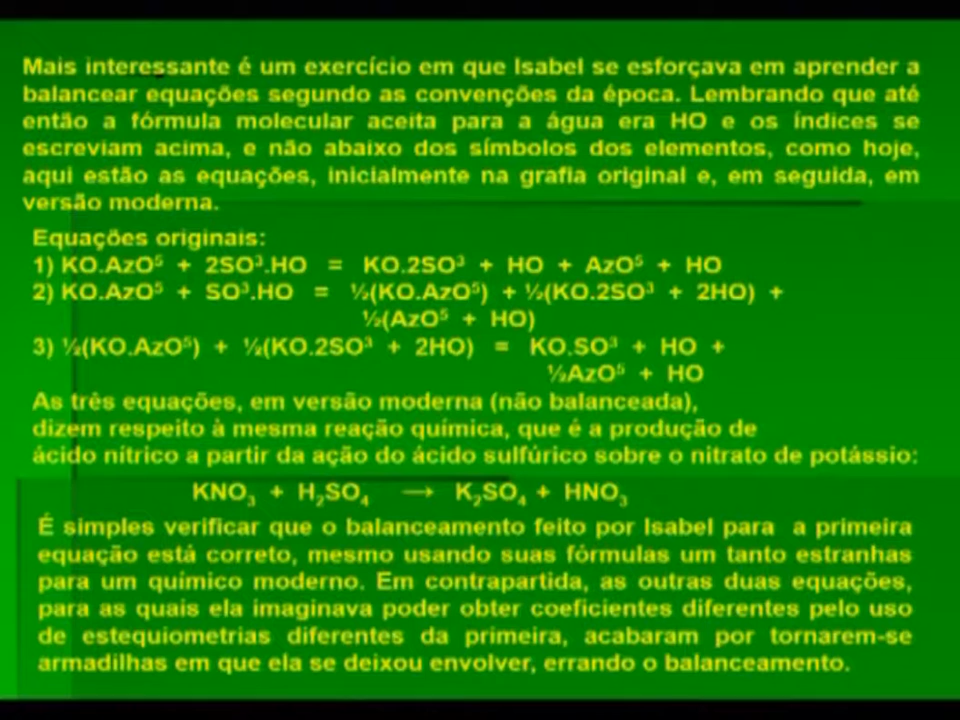 Mais interessante é um exercício em que Isabel se esforçava em aprender a
balancear equações segundo as convenções da época. Lembrando que até
então a fórmula molecular aceita para a água era HO e os índices se
escreviam acima, e não abaixo dos símbolos dos elementos, como hoje,
aqui estão as equações, inicialmente na grafia original e, em seguida, em
versão moderna.
Equações originais:
1) KO.AzO⁵ + 2SO³.HO = KO.2SO³ + HO + AzO⁵ + HO
2) KO.AzO⁵ + SO³.HO = ½(KO.AzO⁵) + ½(KO.2SO³ + 2HO) +
½(AzO⁵ + HO)
3) ½(KO.AzO⁵) + ½(KO.2SO³ + 2HO) = KO.SO³ + HO +
½AzO⁵ + HO
As três equações, em versão moderna (não balanceada),
dizem respeito à mesma reação química, que é a produção de
ácido nítrico a partir da ação do ácido sulfúrico sobre o nitrato de potássio:
KNO₃ + H₂SO₄ → K₂SO₄ + HNO₃
É simples verificar que o balanceamento feito por Isabel para a primeira
equação está correto, mesmo usando suas fórmulas um tanto estranhas
para um químico moderno. Em contrapartida, as outras duas equações,
para as quais ela imaginava poder obter coeficientes diferentes pelo uso
de estequiometrias diferentes da primeira, acabaram por tornarem-se
armadilhas em que ela se deixou envolver, errando o balanceamento.